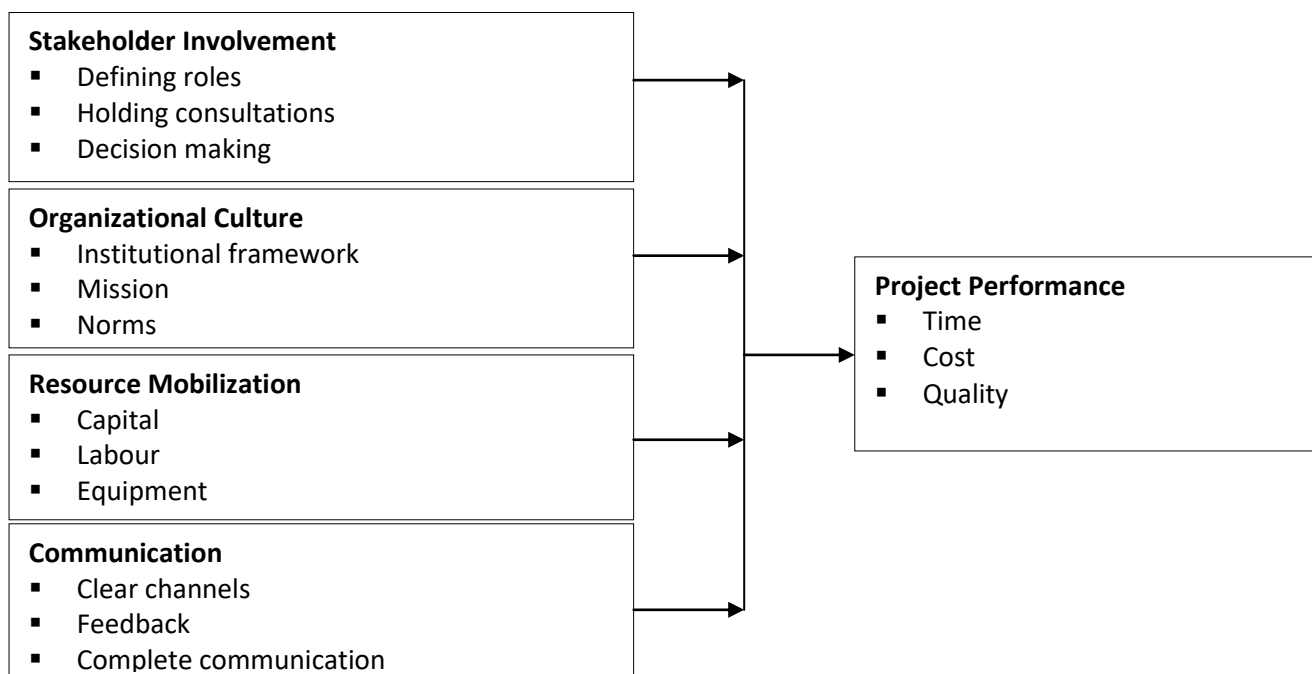 Stakeholder Involvement
▪ Defining roles
▪ Holding consultations
▪ Decision making
Organizational Culture
▪ Institutional framework
▪ Mission
▪ Norms
Resource Mobilization
▪ Capital
▪ Labour
▪ Equipment
Communication
▪ Clear channels
▪ Feedback
▪ Complete communication
Project Performance
▪ Time
▪ Cost
▪ Quality